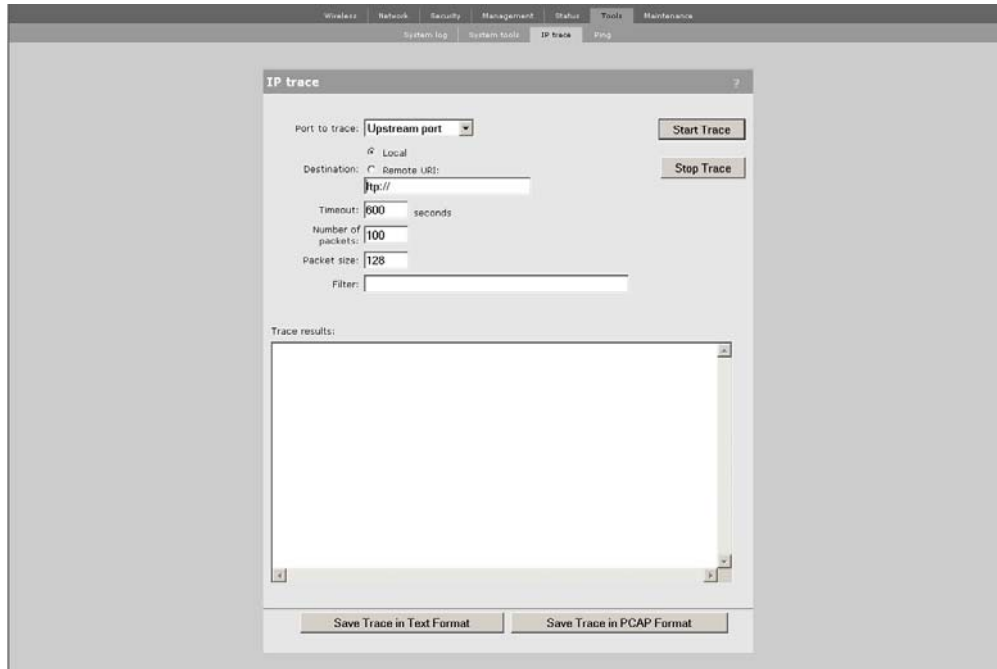 Wireless Network Security Management Status Tools Maintenance
System log System tools IP trace Ping
IP trace ?
Port to trace: Upstream port Start Trace
Local
Destination: Remote URI: Stop Trace
ftp://
Timeout: 600 seconds
Number of packets: 100
Packet size: 128
Filter:
Trace results:
Save Trace in Text Format Save Trace in PCAP Format